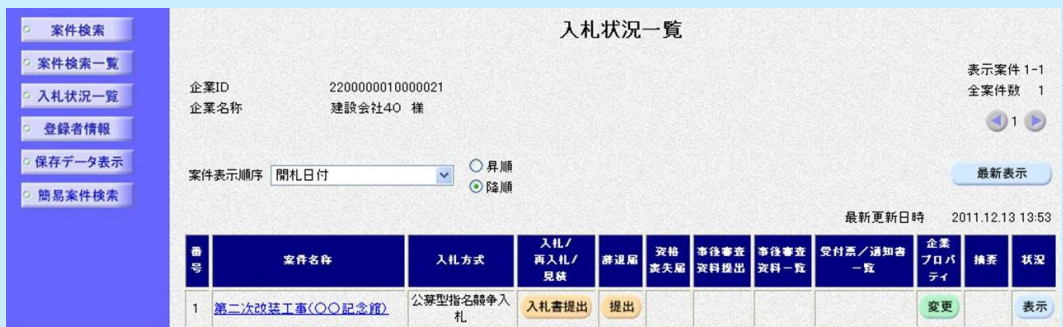 案件検索
案件検索一覧
入札状況一覧
登録者情報
保存データ表示
簡易案件検索
入札状況一覧
表示案件 1-1
全案件数 1
1
企業ID 2200000010000021
企業名称 建設会社40 様
案件表示順序 開札日付
昇順
降順
最新表示
最新更新日時 2011.12.13 13:53
番号 案件名称 入札方式 入札/再入札/見積 辞退届 資格喪失届 事後審査資料提出 事後審査資料一覧 受付票/通知書一覧 企業プロパティ 摘要 状況
1 第二次改装工事(〇〇記念館) 公募型指名競争入札 入札書提出 提出 変更 表示